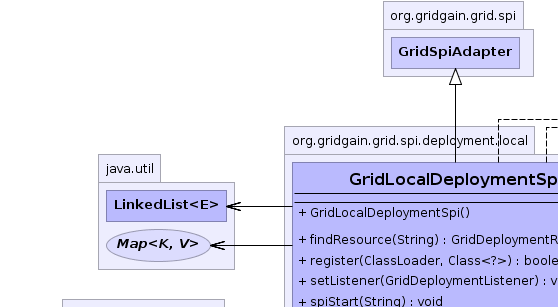 org.gridgain.grid.spi
GridSpiAdapter
org.gridgain.grid.spi.deployment.local
java.util
GridLocalDeploymentSp
LinkedList<E>
+ GridLocalDeploymentSpi()
Map<K, V>
+ findResource(String) : GridDeploymentR
+ register(ClassLoader, Class<?>) : boole
+ setListener(GridDeploymentListener) : v
+ spiStart(String) : void